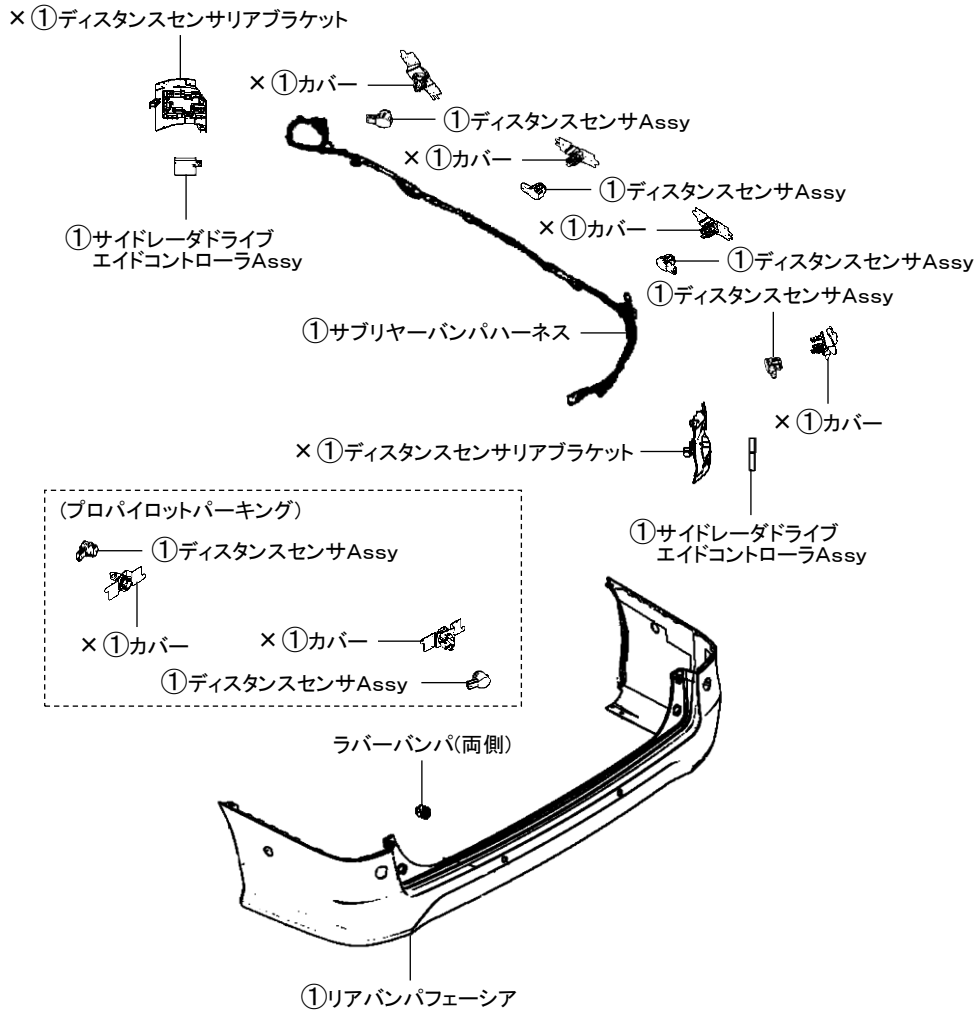 ×①ディスタンスセンサリアブラケット
×①カバー
①ディスタンスセンサAssy
×①カバー
①ディスタンスセンサAssy
①サイドレーダドライブ
エイドコントローラAssy
×①カバー
①ディスタンスセンサAssy
①ディスタンスセンサAssy
①サブリヤーバンパハーネス
×①カバー
×①ディスタンスセンサリアブラケット
①サイドレーダドライブ
エイドコントローラAssy
(プロパイロットパーキング)
①ディスタンスセンサAssy
×①カバー
×①カバー
①ディスタンスセンサAssy
ラバーバンパ(両側)
①リアバンパフェーシア